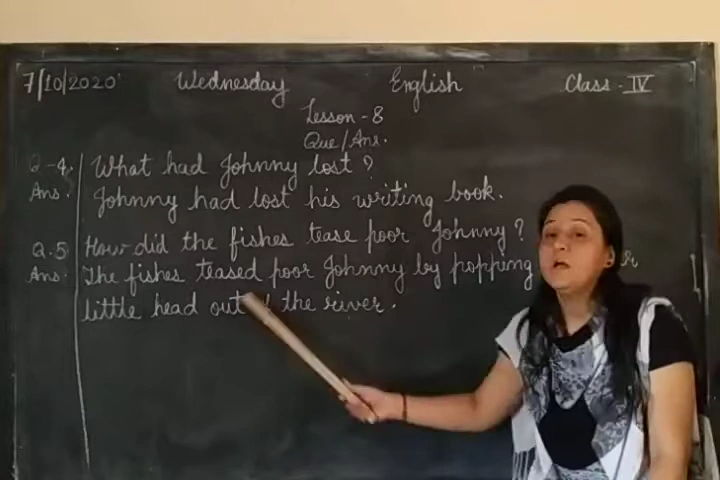 7/10/2020 Wednesday English Class - IV
Lesson - 8
Que/Ans.
Q-4. What had Johnny lost?
Ans. Johnny had lost his writing book.
Q.5 How did the fishes tease poor Johnny?
Ans. The fishes teased poor Johnny by popping
little head out the river.